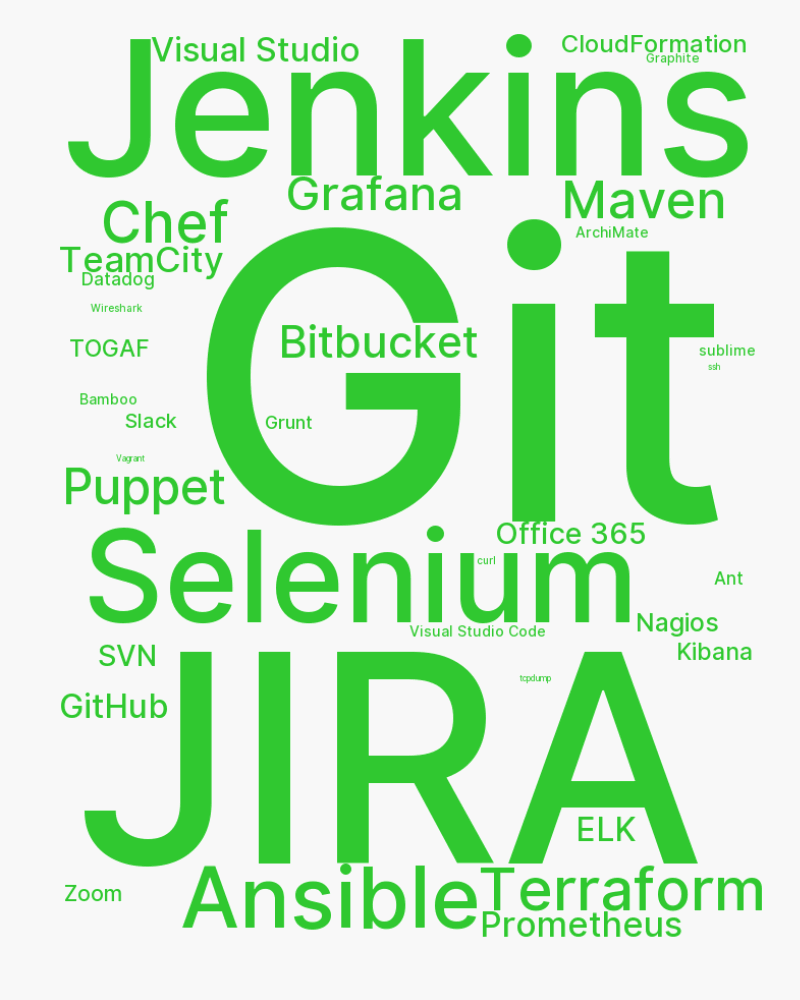 Visual Studio
CloudFormation
Graphite
Jenkins
Grafana
Maven
Chef
ArchiMate
TeamCity
Datadog
Wireshark
Git
Bitbucket
TOGAF
sublime
ssh
Bamboo
Slack
Grunt
Vagrant
Puppet
Office 365
Selenium
curl
Ant
Nagios
Visual Studio Code
SVN
Kibana
tcpdump
GitHub
JIRA
ELK
Zoom
Ansible
Terraform
Prometheus